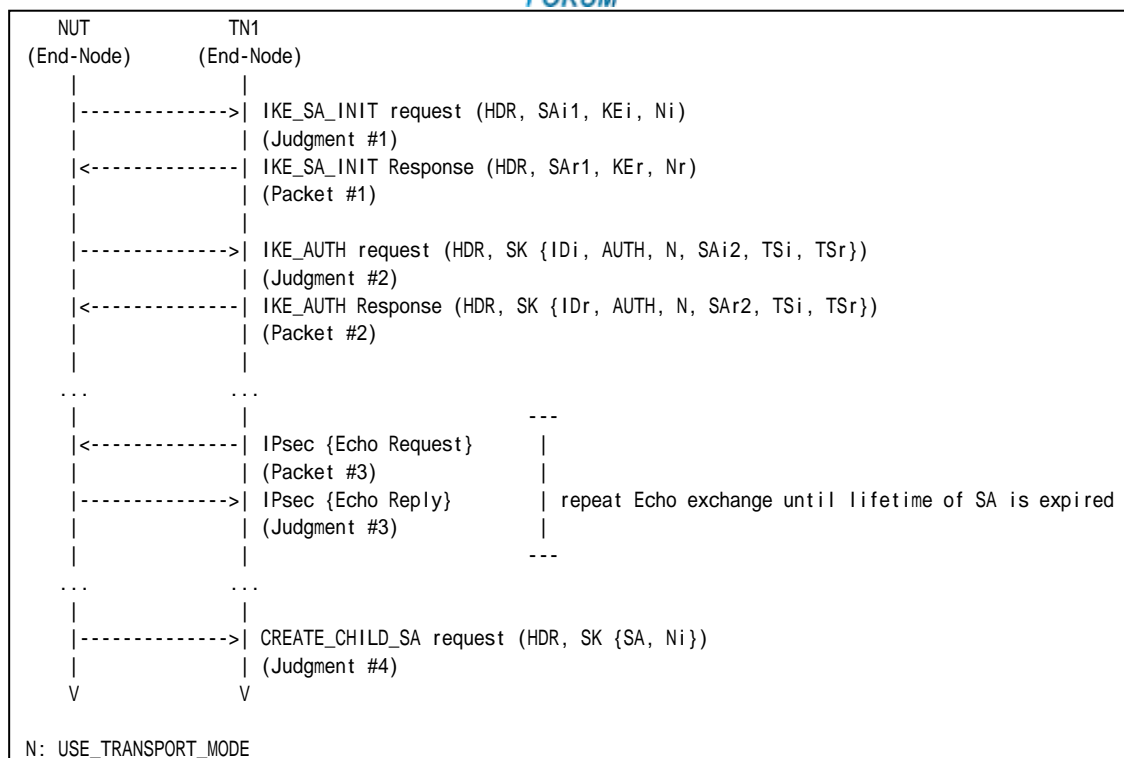 FORUM
NUT TN1
(End-Node) (End-Node)
| |
|-------------->| IKE_SA_INIT request (HDR, SAi1, KEi, Ni)
| | (Judgment #1)
|<--------------| IKE_SA_INIT Response (HDR, SAr1, KEr, Nr)
| | (Packet #1)
| |
|-------------->| IKE_AUTH request (HDR, SK {IDi, AUTH, N, SAi2, TSi, TSr})
| | (Judgment #2)
|<--------------| IKE_AUTH Response (HDR, SK {IDr, AUTH, N, SAr2, TSi, TSr})
| | (Packet #2)
| |
... ...
| | ---
|<--------------| IPsec {Echo Request} |
| | (Packet #3) |
|-------------->| IPsec {Echo Reply} | repeat Echo exchange until lifetime of SA is expired
| | (Judgment #3) |
| | ---
... ...
| |
|-------------->| CREATE_CHILD_SA request (HDR, SK {SA, Ni})
| | (Judgment #4)
V V
N: USE_TRANSPORT_MODE